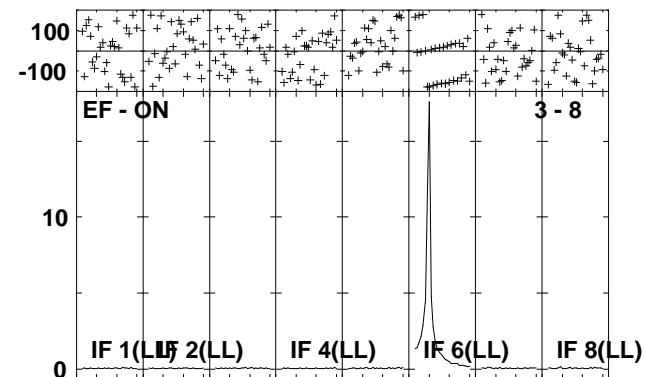 100
-100
EF - ON 3 - 8
10
0
IF 1(LL) IF 2(LL) IF 4(LL) IF 6(LL) IF 8(LL)